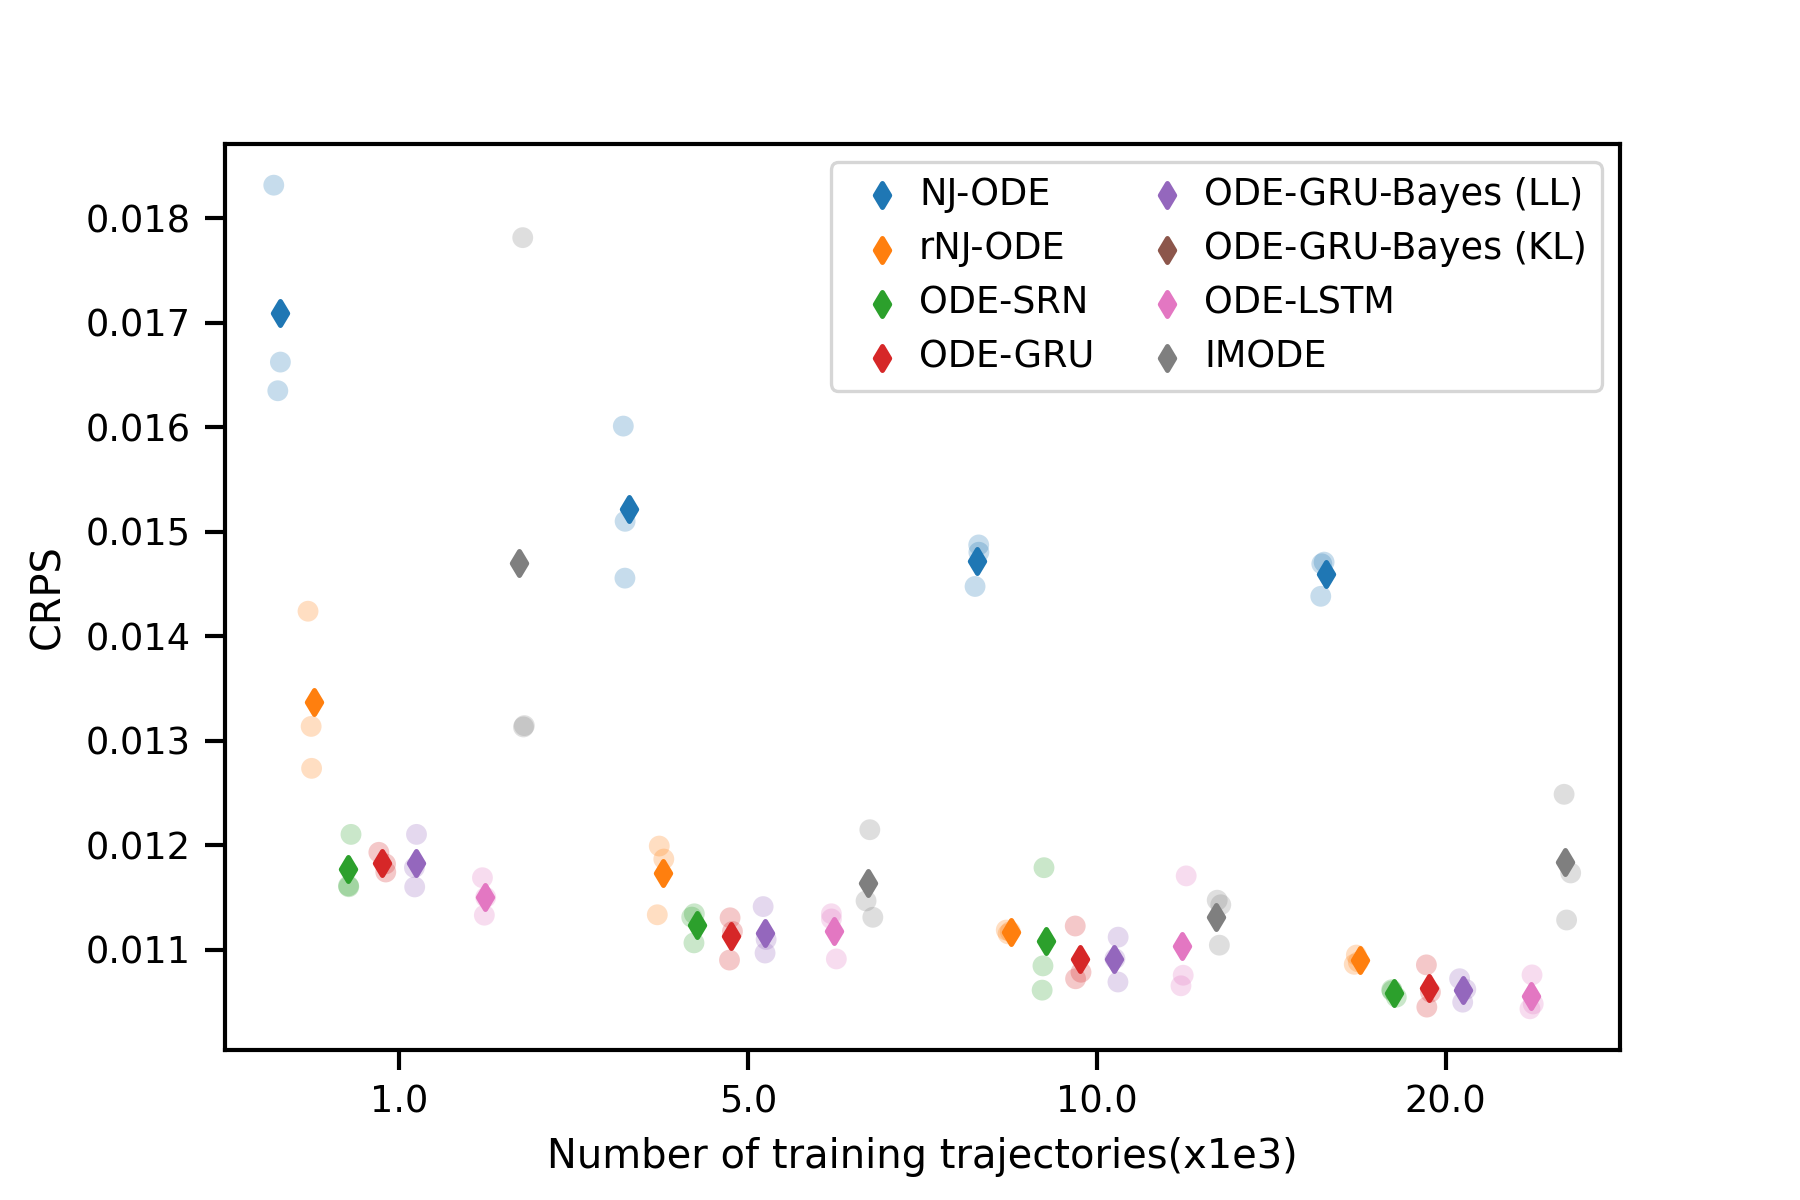 NJ-ODE
rNJ-ODE
ODE-SRN
ODE-GRU
ODE-GRU-Bayes (LL)
ODE-GRU-Bayes (KL)
ODE-LSTM
IMODE
CRPS
0.018
0.017
0.016
0.015
0.014
0.013
0.012
0.011
1.0 5.0 10.0 20.0
Number of training trajectories(x1e3)